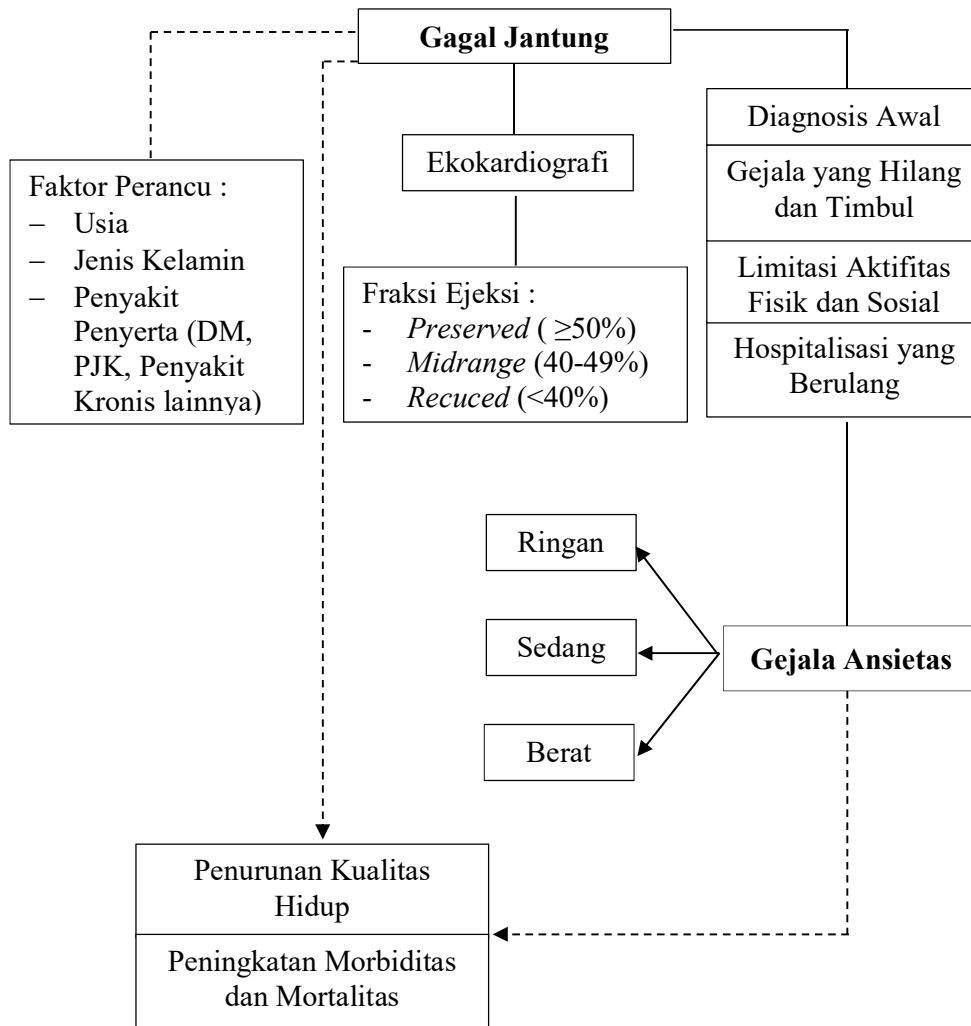 Gagal Jantung
Faktor Perancu :
– Usia
– Jenis Kelamin
– Penyakit
Penyerta (DM,
PJK, Penyakit
Kronis lainnya)
Ekokardiografi
Fraksi Ejeksi :
- Preserved ( ≥50%)
- Midrange (40-49%)
- Recuced (<40%)
Diagnosis Awal
Gejala yang Hilang
dan Timbul
Limitasi Aktifitas
Fisik dan Sosial
Hospitalisasi yang
Berulang
Ringan
Sedang
Berat
Gejala Ansietas
Penurunan Kualitas
Hidup
Peningkatan Morbiditas
dan Mortalitas